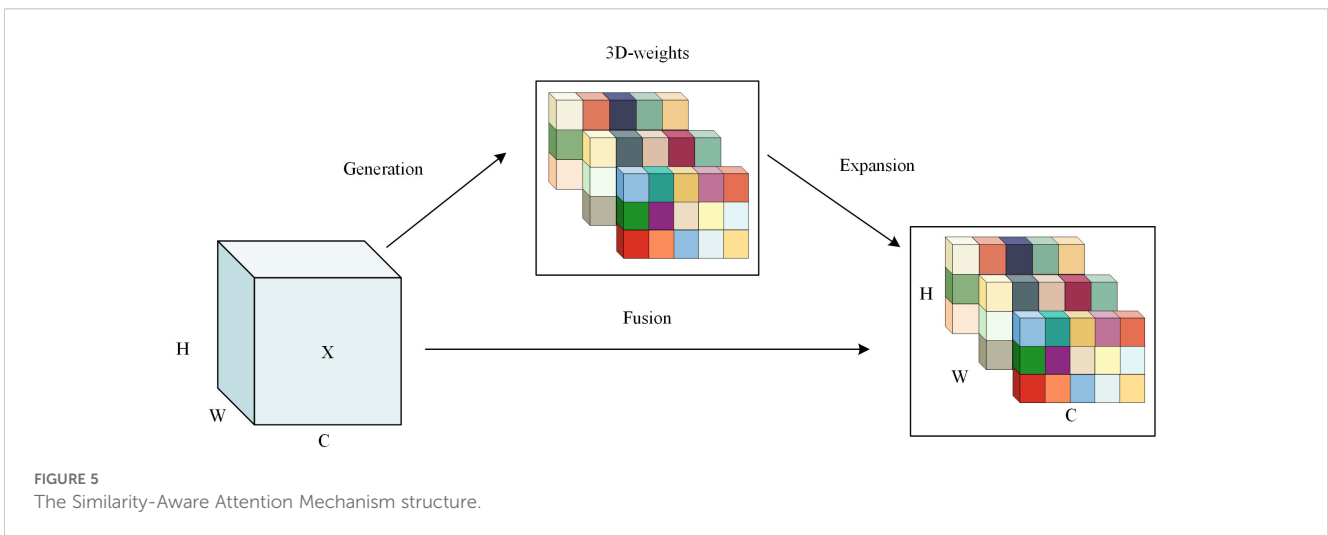 3D-weights
Generation
Expansion
Fusion
H
X
W
C
H
W
C
FIGURE 5
The Similarity-Aware Attention Mechanism structure.